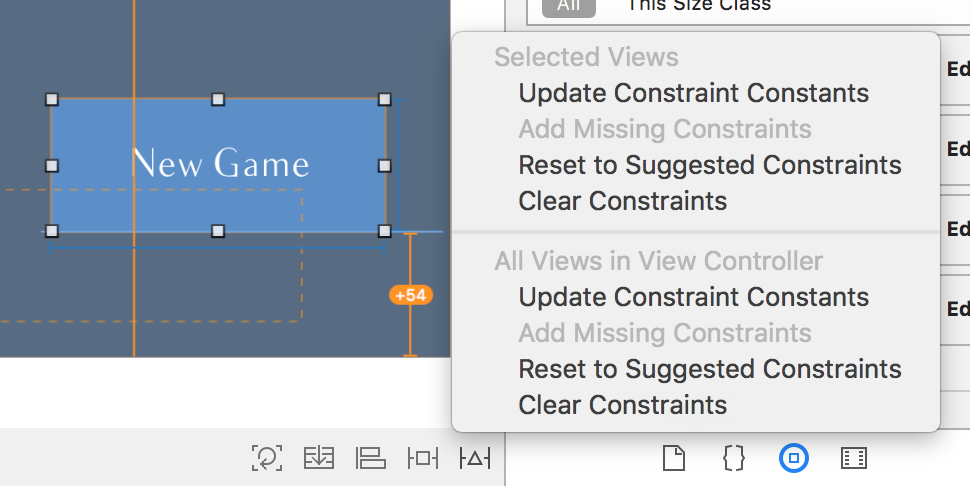 All
This Size Class
Selected Views
Update Constraint Constants
Add Missing Constraints
Reset to Suggested Constraints
Clear Constraints
All Views in View Controller
Update Constraint Constants
Add Missing Constraints
Reset to Suggested Constraints
Clear Constraints
New Game
+54
Ed
Ed
Ed
Ed